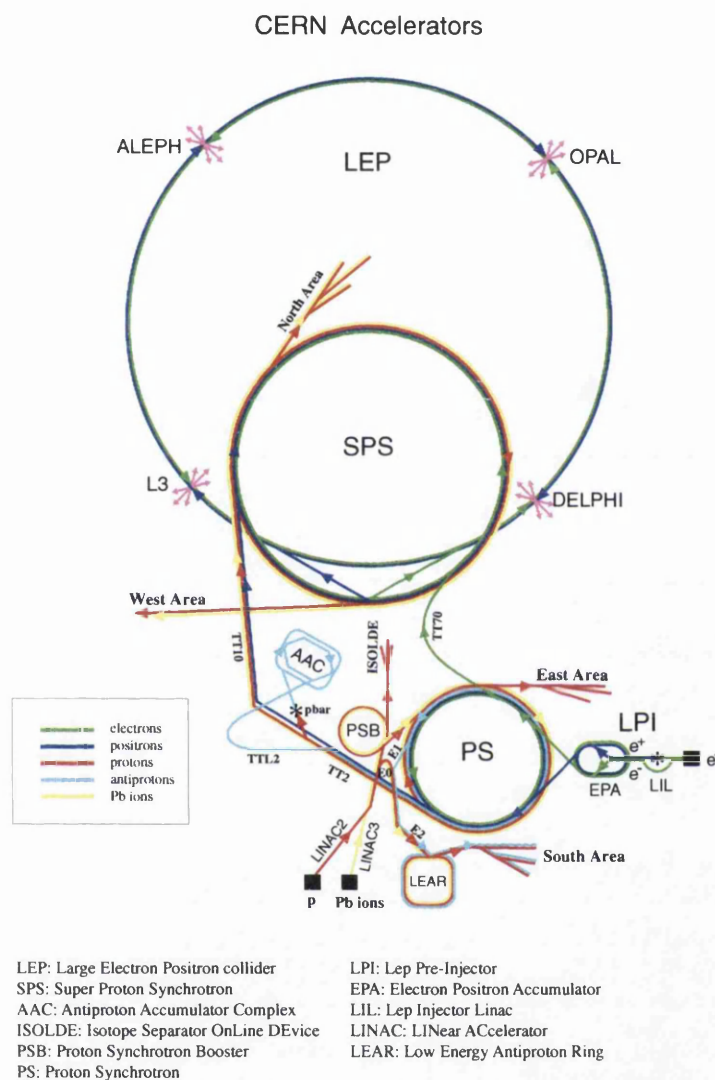 CERN Accelerators
ALEPH
OPAL
LEP
North Area
SPS
L3
DELPHI
West Area
TT10
ISOLDE
TT70
AAC
East Area
pbar
PSB
PS
LPI
electrons
positrons
protons
antiprotons
Pb ions
TTL2
TT2
E0
E1
e+
e-
e-
EPA
LIL
E2
LINAC2
LINAC3
LEAR
South Area
p
Pb ions
LEP: Large Electron Positron collider
SPS: Super Proton Synchrotron
AAC: Antiproton Accumulator Complex
ISOLDE: Isotope Separator OnLine DEvice
PSB: Proton Synchrotron Booster
PS: Proton Synchrotron
LPI: Lep Pre-Injector
EPA: Electron Positron Accumulator
LIL: Lep Injector Linac
LINAC: LINear ACcelerator
LEAR: Low Energy Antiproton Ring